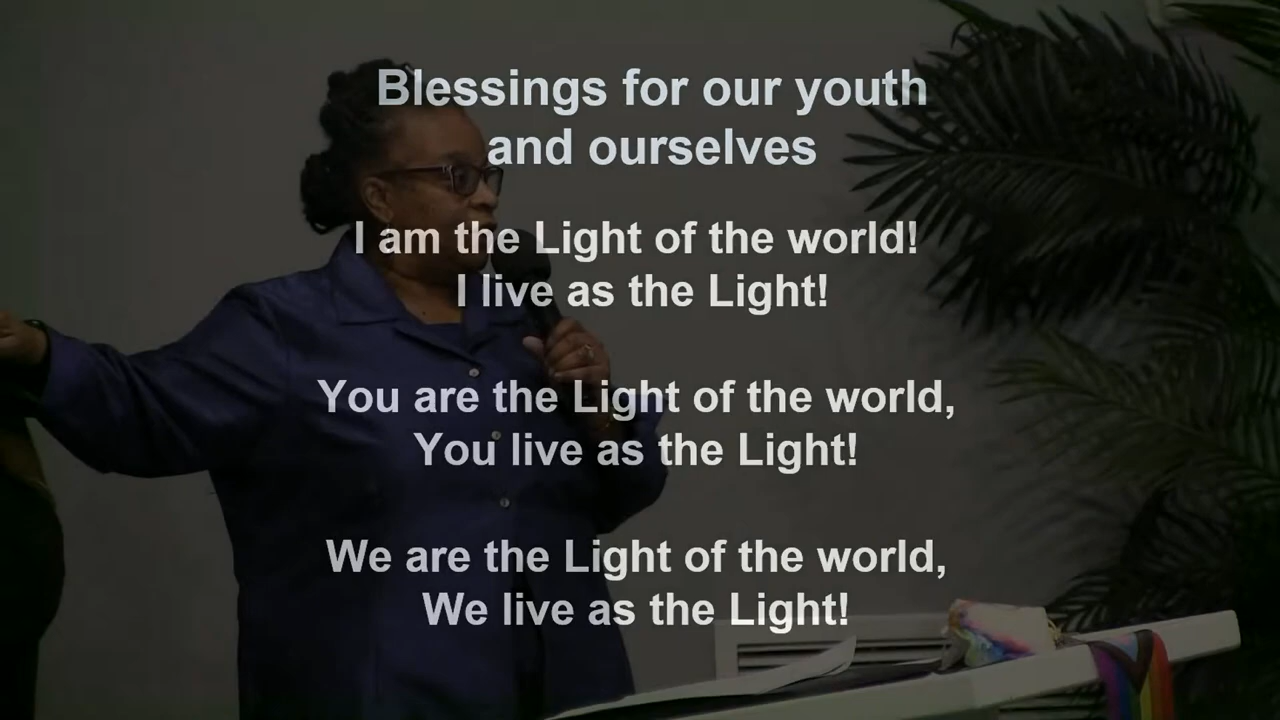 Blessings for our youth
and ourselves
I am the Light of the world!
I live as the Light!
You are the Light of the world,
You live as the Light!
We are the Light of the world,
We live as the Light!